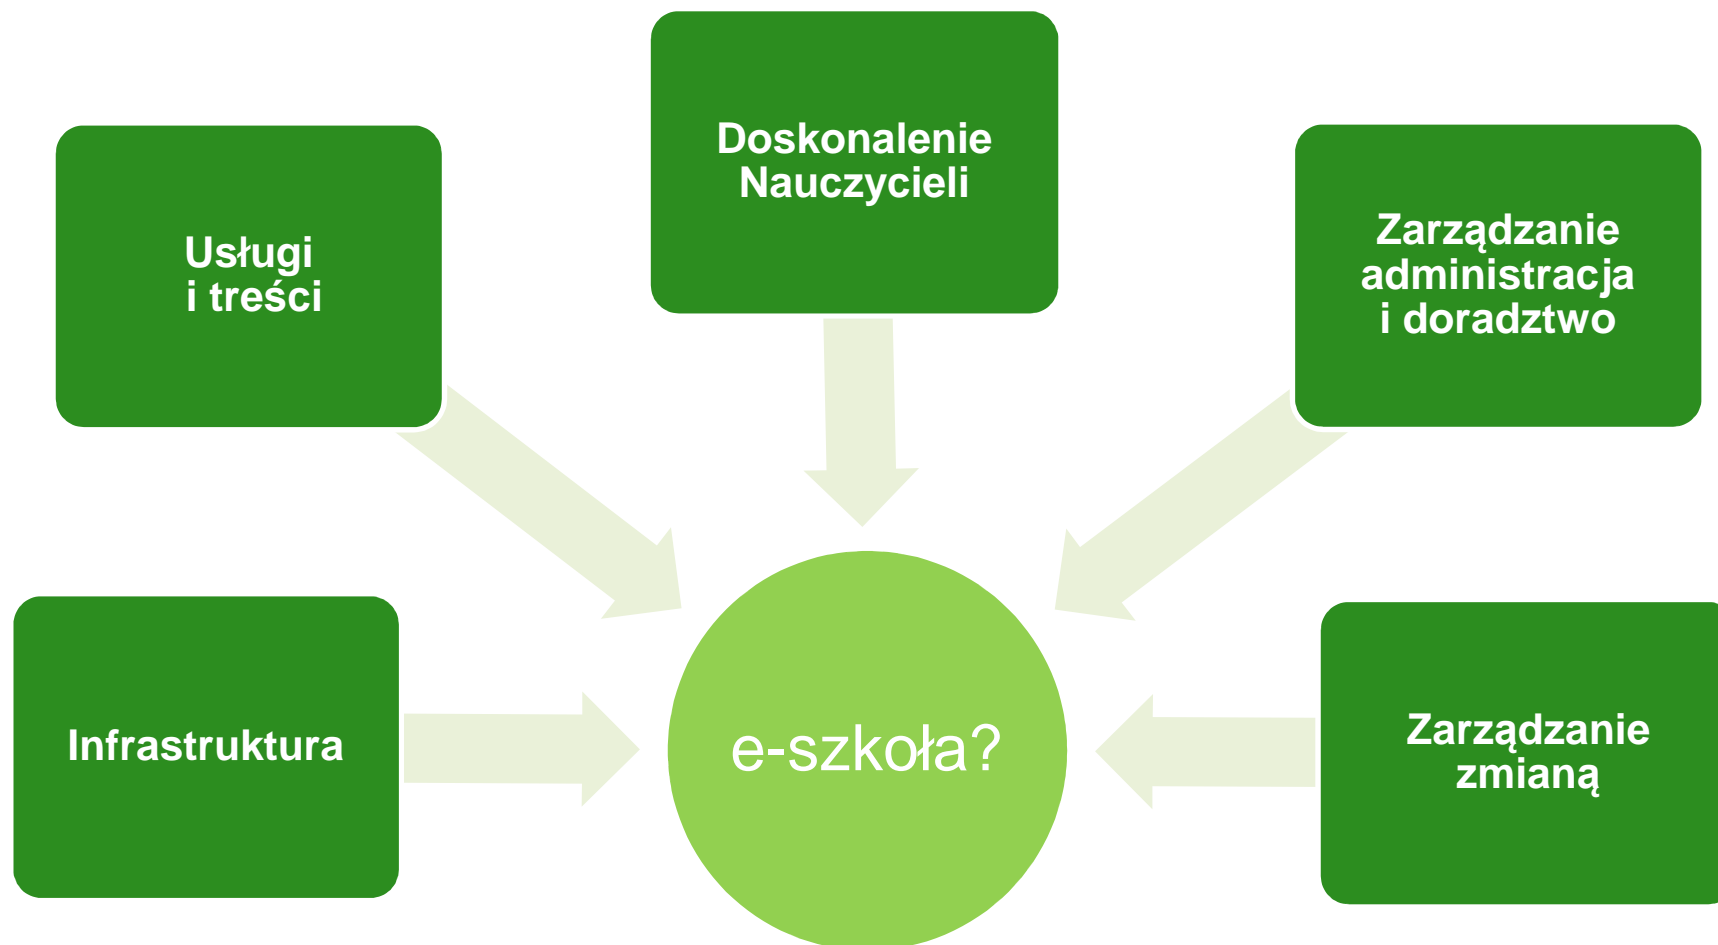 Doskonalenie
Nauczycieli
Usługi
i treści
Zarządzanie
administracja
i doradztwo
Infrastruktura
e-szkoła?
Zarządzanie
zmianą